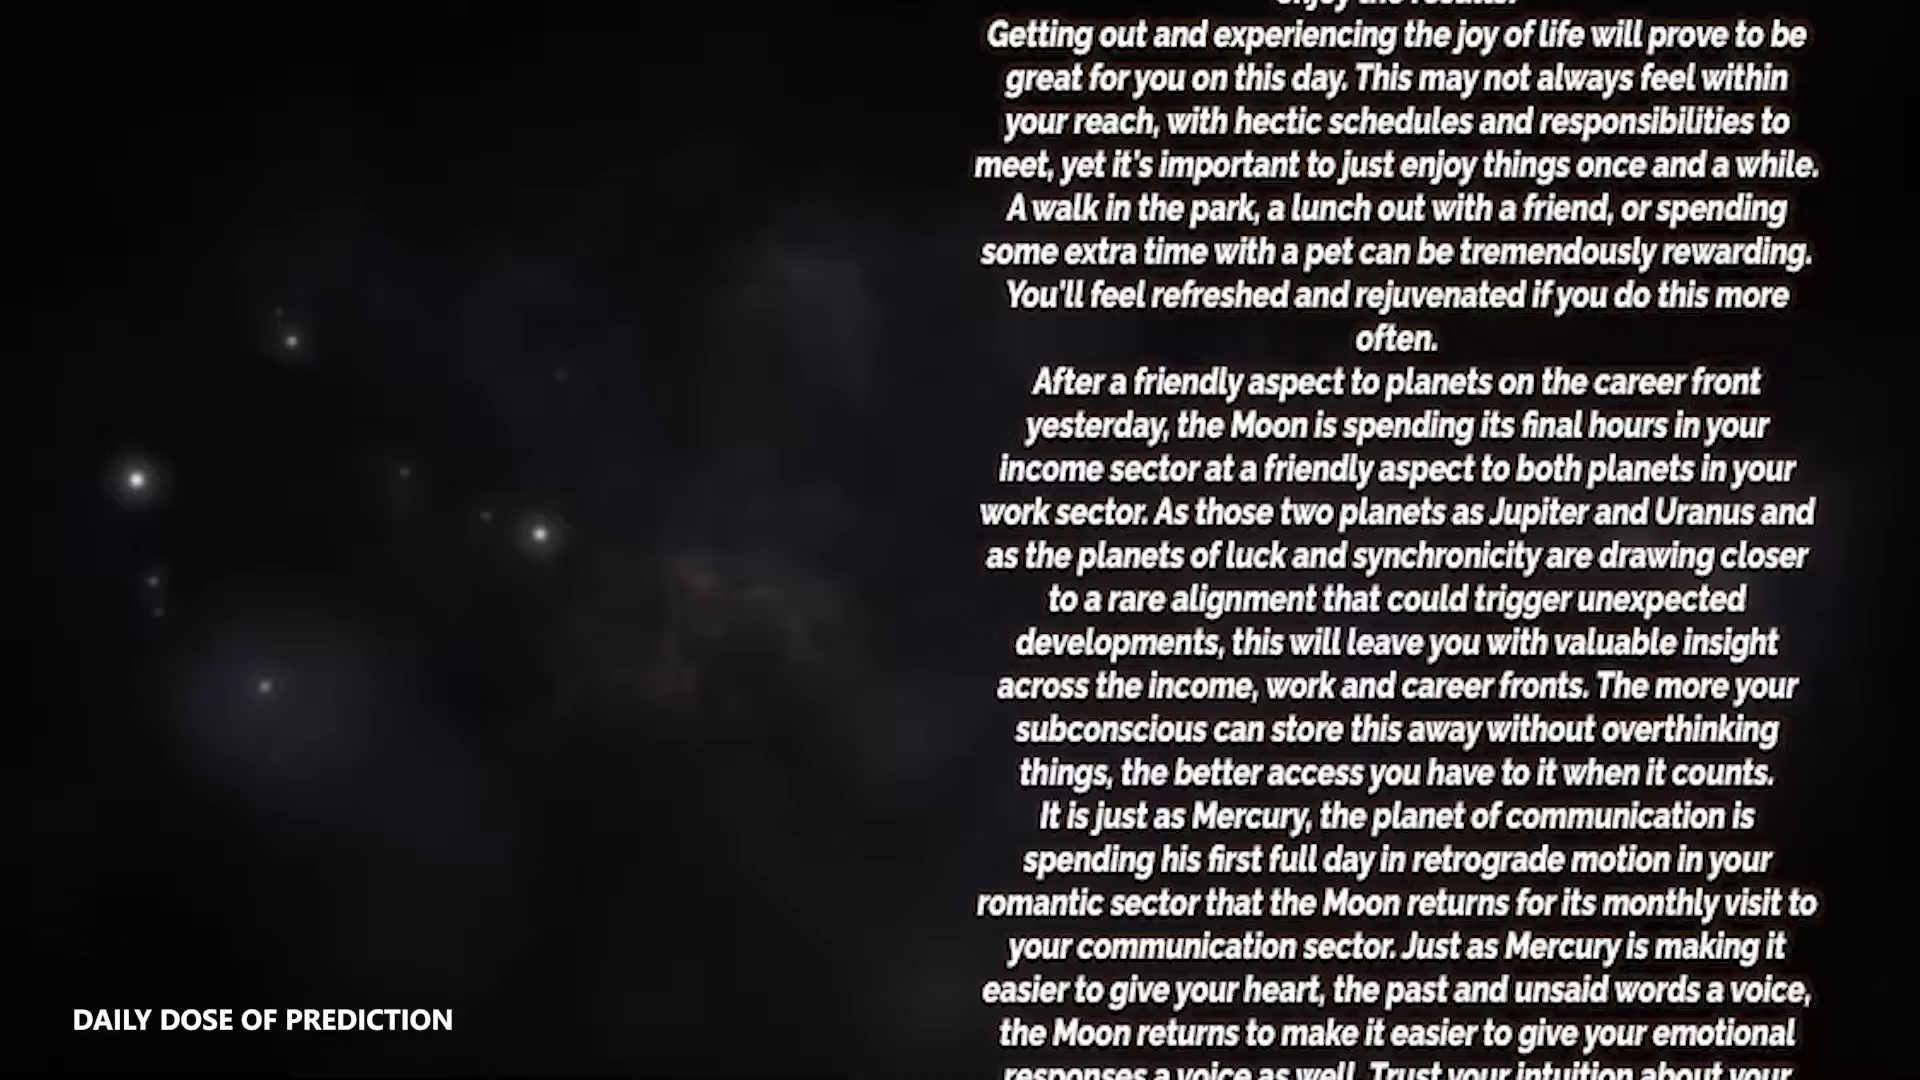 enjoy the results!
Getting out and experiencing the joy of life will prove to be
great for you on this day. This may not always feel within
your reach, with hectic schedules and responsibilities to
meet, yet it's important to just enjoy things once and a while.
A walk in the park, a lunch out with a friend, or spending
some extra time with a pet can be tremendously rewarding.
You'll feel refreshed and rejuvenated if you do this more
often.
After a friendly aspect to planets on the career front
yesterday, the Moon is spending its final hours in your
income sector at a friendly aspect to both planets in your
work sector. As those two planets as Jupiter and Uranus and
as the planets of luck and synchronicity are drawing closer
to a rare alignment that could trigger unexpected
developments, this will leave you with valuable insight
across the income, work and career fronts. The more your
subconscious can store this away without overthinking
things, the better access you have to it when it counts.
It is just as Mercury, the planet of communication is
spending his first full day in retrograde motion in your
romantic sector that the Moon returns for its monthly visit to
your communication sector. Just as Mercury is making it
easier to give your heart, the past and unsaid words a voice,
the Moon returns to make it easier to give your emotional
responses a voice as well. Trust your intuition about your
DAILY DOSE OF PREDICTION